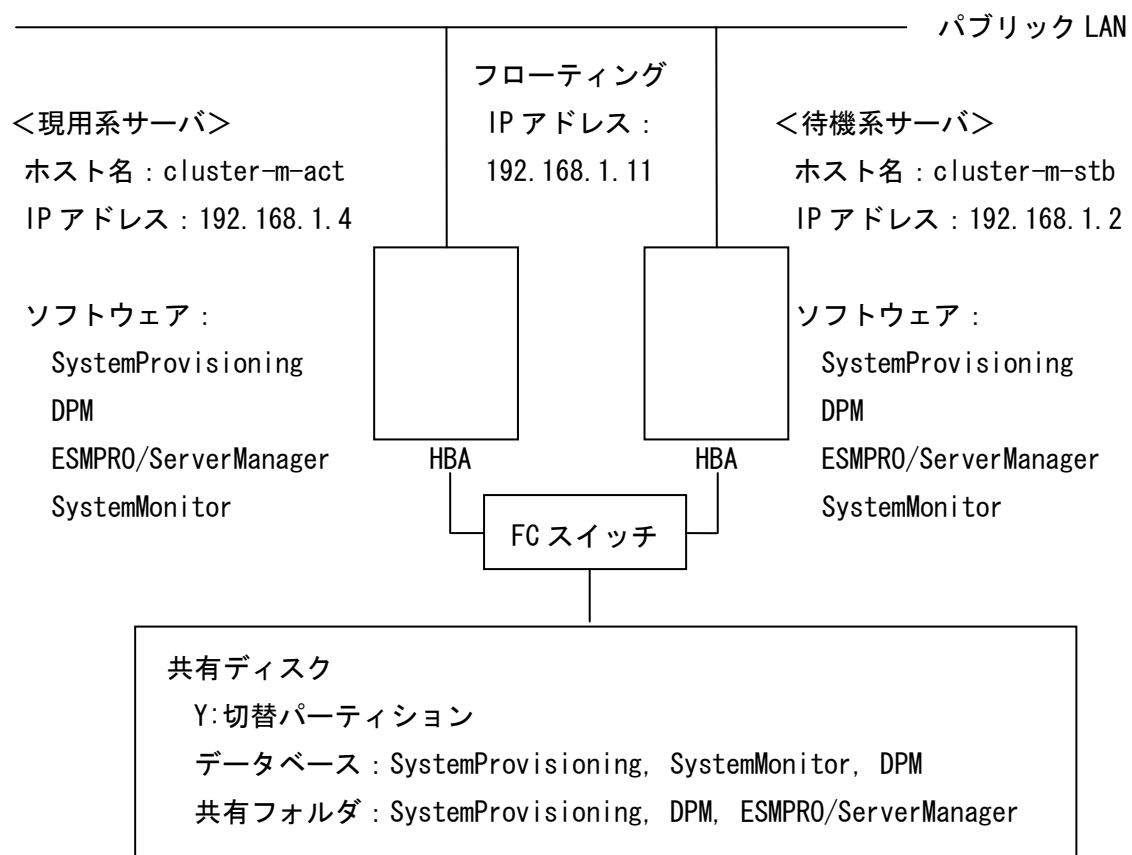 パブリック LAN
フローティング
IP アドレス：
192.168.1.11
＜現用系サーバ＞
ホスト名：cluster-m-act
IP アドレス：192.168.1.4
＜待機系サーバ＞
ホスト名：cluster-m-stb
IP アドレス：192.168.1.2
ソフトウェア：
SystemProvisioning
DPM
ESMPRO/ServerManager
SystemMonitor
ソフトウェア：
SystemProvisioning
DPM
ESMPRO/ServerManager
SystemMonitor
HBA
HBA
FC スイッチ
共有ディスク
Y:切替パーティション
データベース：SystemProvisioning, SystemMonitor, DPM
共有フォルダ：SystemProvisioning, DPM, ESMPRO/ServerManager